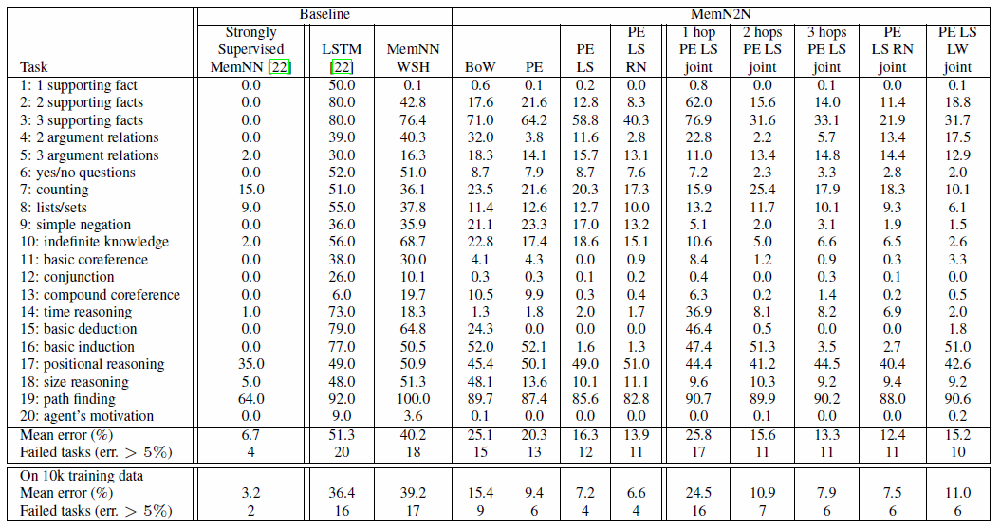 Baseline MemN2N
Strongly PE 1 hop 2 hops 3 hops PE PE LS
Supervised LSTM MemNN PE LS PE LS PE LS PE LS LS RN LW
Task MemNN [22] [22] WSH BoW PE LS RN joint joint joint joint joint
1: 1 supporting fact 0.0 50.0 0.1 0.6 0.1 0.2 0.0 0.8 0.0 0.1 0.0 0.1
2: 2 supporting facts 0.0 80.0 42.8 17.6 21.6 12.8 8.3 62.0 15.6 14.0 11.4 18.8
3: 3 supporting facts 0.0 80.0 76.4 71.0 64.2 58.8 40.3 76.9 31.6 33.1 21.9 31.7
4: 2 argument relations 0.0 39.0 40.3 32.0 3.8 11.6 2.8 22.8 2.2 5.7 13.4 17.5
5: 3 argument relations 2.0 30.0 16.3 18.3 14.1 15.7 13.1 11.0 13.4 14.8 14.4 12.9
6: yes/no questions 0.0 52.0 51.0 8.7 7.9 8.7 7.6 7.2 2.3 3.3 2.8 2.0
7: counting 15.0 51.0 36.1 23.5 21.6 20.3 17.3 15.9 25.4 17.9 18.3 10.1
8: lists/sets 9.0 55.0 37.8 11.4 12.6 12.7 10.0 13.2 11.7 10.1 9.3 6.1
9: simple negation 0.0 36.0 35.9 21.1 23.3 17.0 13.2 5.1 2.0 3.1 1.9 1.5
10: indefinite knowledge 2.0 56.0 68.7 22.8 17.4 18.6 15.1 10.6 5.0 6.6 6.5 2.6
11: basic coreference 0.0 38.0 30.0 4.1 4.3 0.0 0.9 8.4 1.2 0.9 0.3 3.3
12: conjunction 0.0 26.0 10.1 0.3 0.3 0.1 0.2 0.4 0.0 0.3 0.1 0.0
13: compound coreference 0.0 6.0 19.7 10.5 9.9 0.3 0.4 6.3 0.2 1.4 0.2 0.5
14: time reasoning 1.0 73.0 18.3 1.3 1.8 2.0 1.7 36.9 8.1 8.2 6.9 2.0
15: basic deduction 0.0 79.0 64.8 24.3 0.0 0.0 0.0 46.4 0.5 0.0 0.0 1.8
16: basic induction 0.0 77.0 50.5 52.0 52.1 1.6 1.3 47.4 51.3 3.5 2.7 51.0
17: positional reasoning 35.0 49.0 50.9 45.4 50.1 49.0 51.0 44.4 41.2 44.5 40.4 42.6
18: size reasoning 5.0 48.0 51.3 48.1 13.6 10.1 11.1 9.6 10.3 9.2 9.4 9.2
19: path finding 64.0 92.0 100.0 89.7 87.4 85.6 82.8 90.7 89.9 90.2 88.0 90.6
20: agent's motivation 0.0 9.0 3.6 0.1 0.0 0.0 0.0 0.0 0.1 0.0 0.0 0.2
Mean error (%) 6.7 51.3 40.2 25.1 20.3 16.3 13.9 25.8 15.6 13.3 12.4 15.2
Failed tasks (err. > 5%) 4 20 18 15 13 12 11 17 11 11 11 10
On 10k training data
Mean error (%) 3.2 36.4 39.2 15.4 9.4 7.2 6.6 24.5 10.9 7.9 7.5 11.0
Failed tasks (err. > 5%) 2 16 17 9 6 4 4 16 7 6 6 6